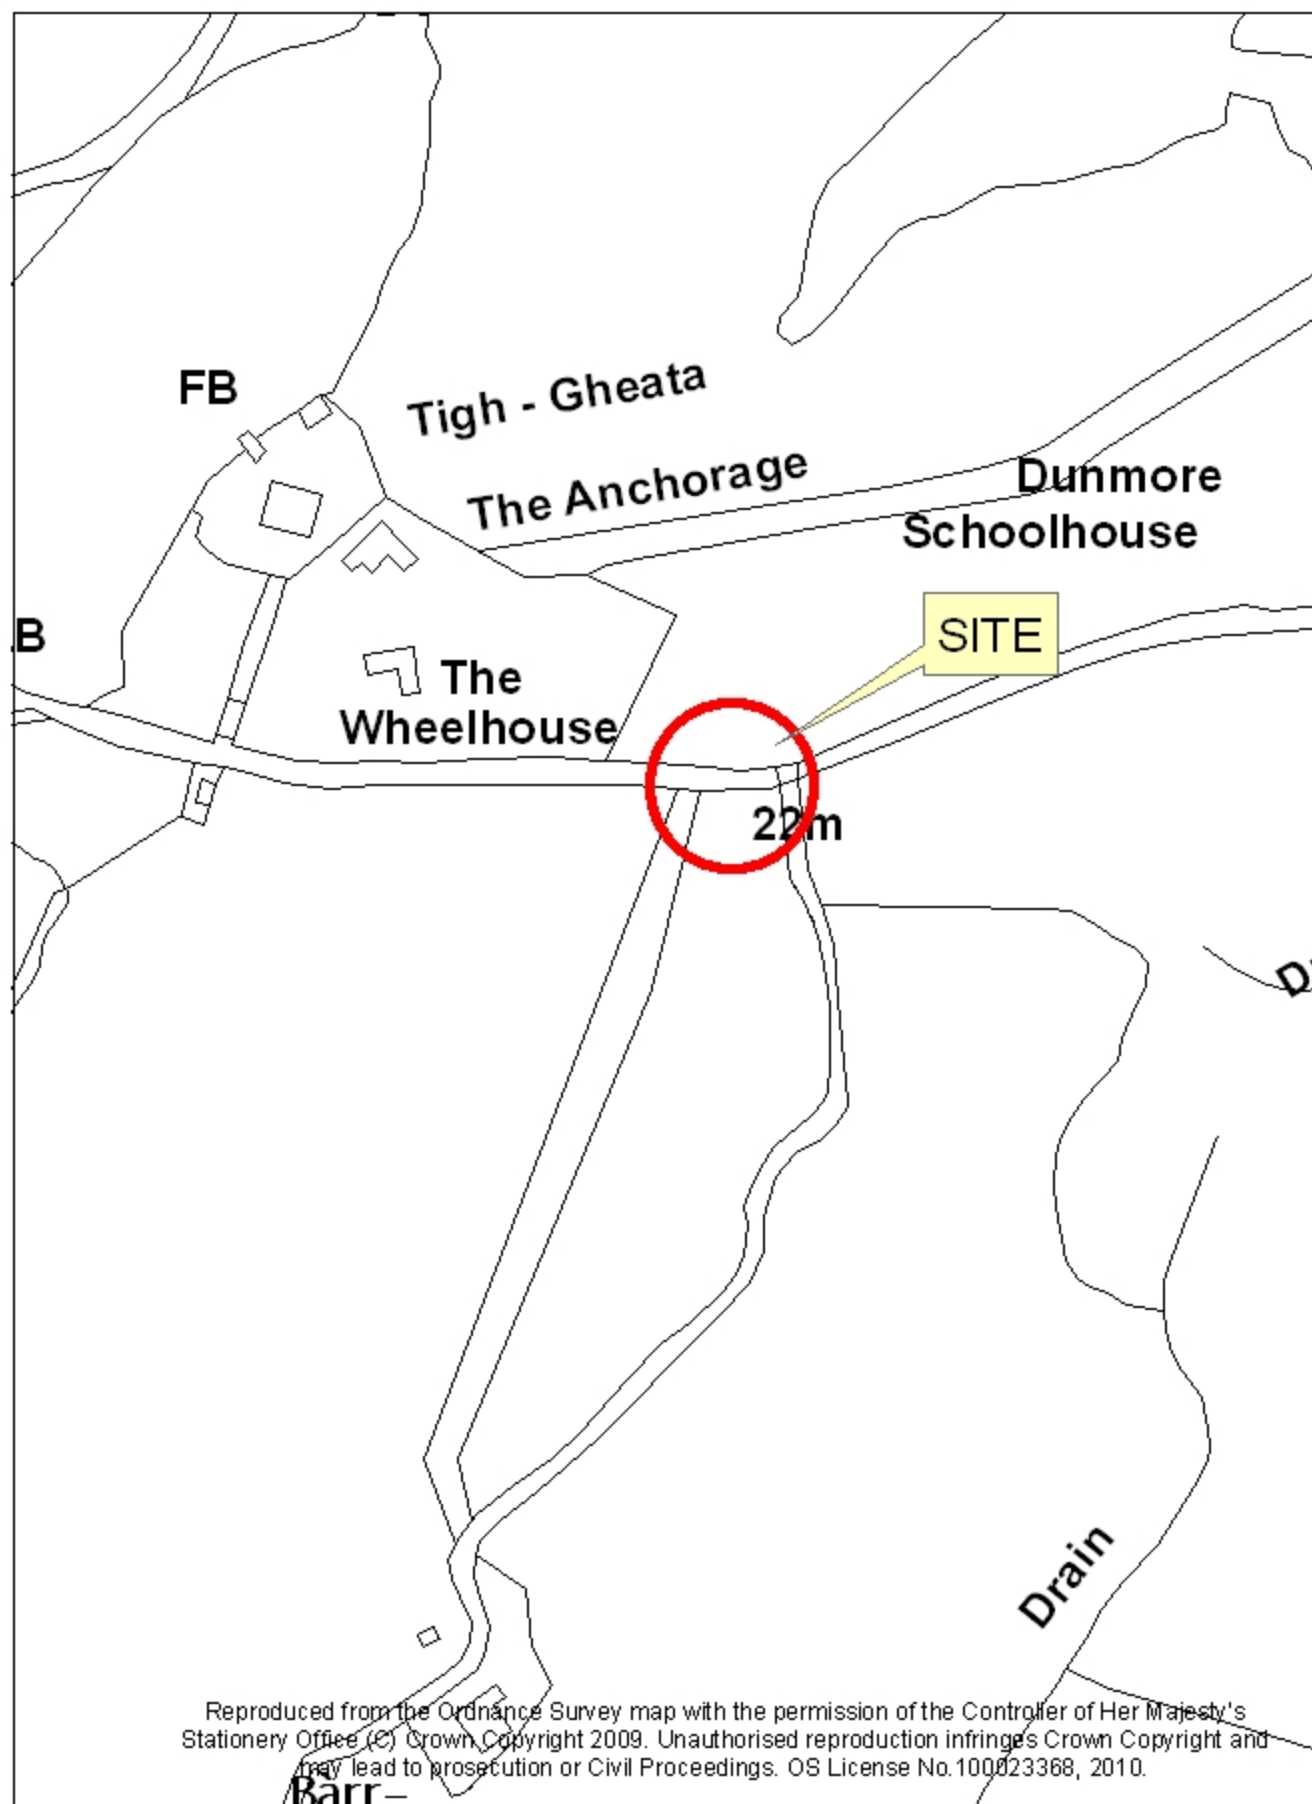 FB
Tigh - Gheata
The Anchorage
Dunmore
Schoolhouse
B
SITE
The
Wheelhouse
22m
Drain
Reproduced from the Ordnance Survey map with the permission of the Controller of Her Majesty's
Stationery Office (C) Crown Copyright 2009. Unauthorised reproduction infringes Crown Copyright and
may lead to prosecution or Civil Proceedings. OS License No.100023368, 2010.
Barr-